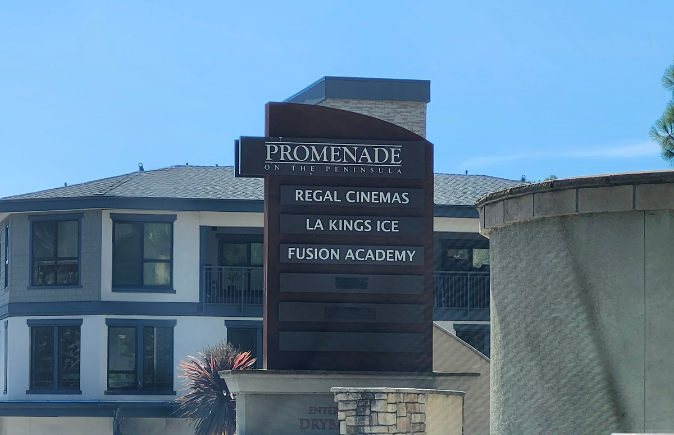 PROMENADE
ON THE PENINSULA
REGAL CINEMAS
LA KINGS ICE
FUSION ACADEMY